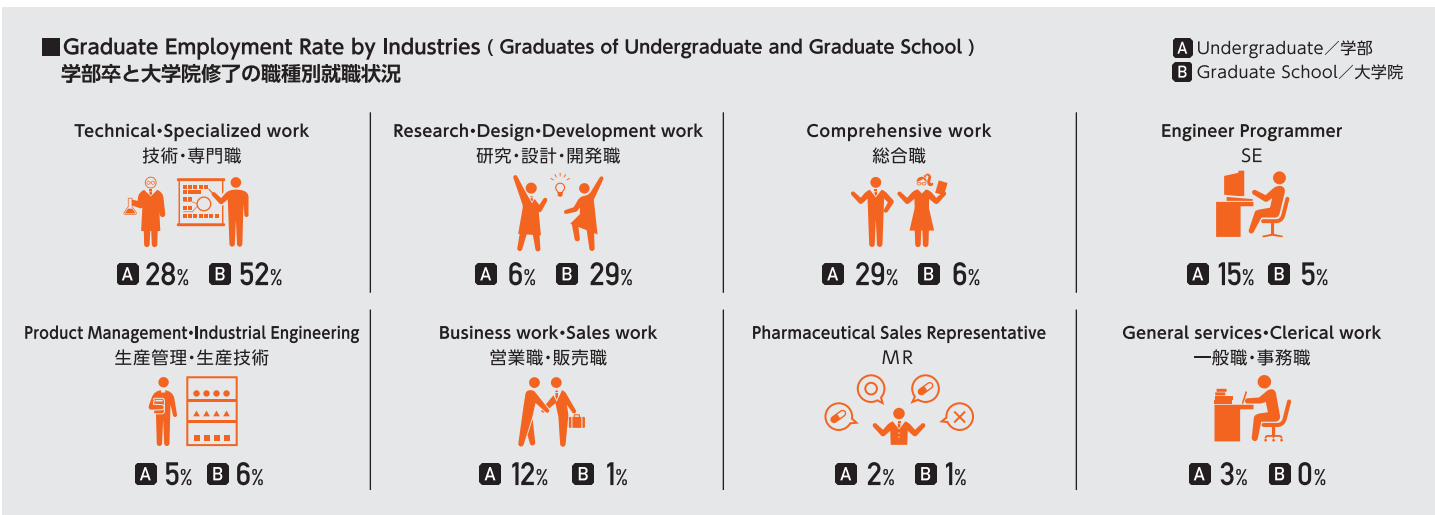 ■Graduate Employment Rate by Industries ( Graduates of Undergraduate and Graduate School )
学部卒と大学院修了の職種別就職状況
A Undergraduate／学部
B Graduate School／大学院
Technical・Specialized work
技術・専門職
A 28% B 52%
Research・Design・Development work
研究・設計・開発職
A 6% B 29%
Comprehensive work
総合職
A 29% B 6%
Engineer Programmer
SE
A 15% B 5%
Product Management・Industrial Engineering
生産管理・生産技術
A 5% B 6%
Business work・Sales work
営業職・販売職
A 12% B 1%
Pharmaceutical Sales Representative
MR
A 2% B 1%
General services・Clerical work
一般職・事務職
A 3% B 0%